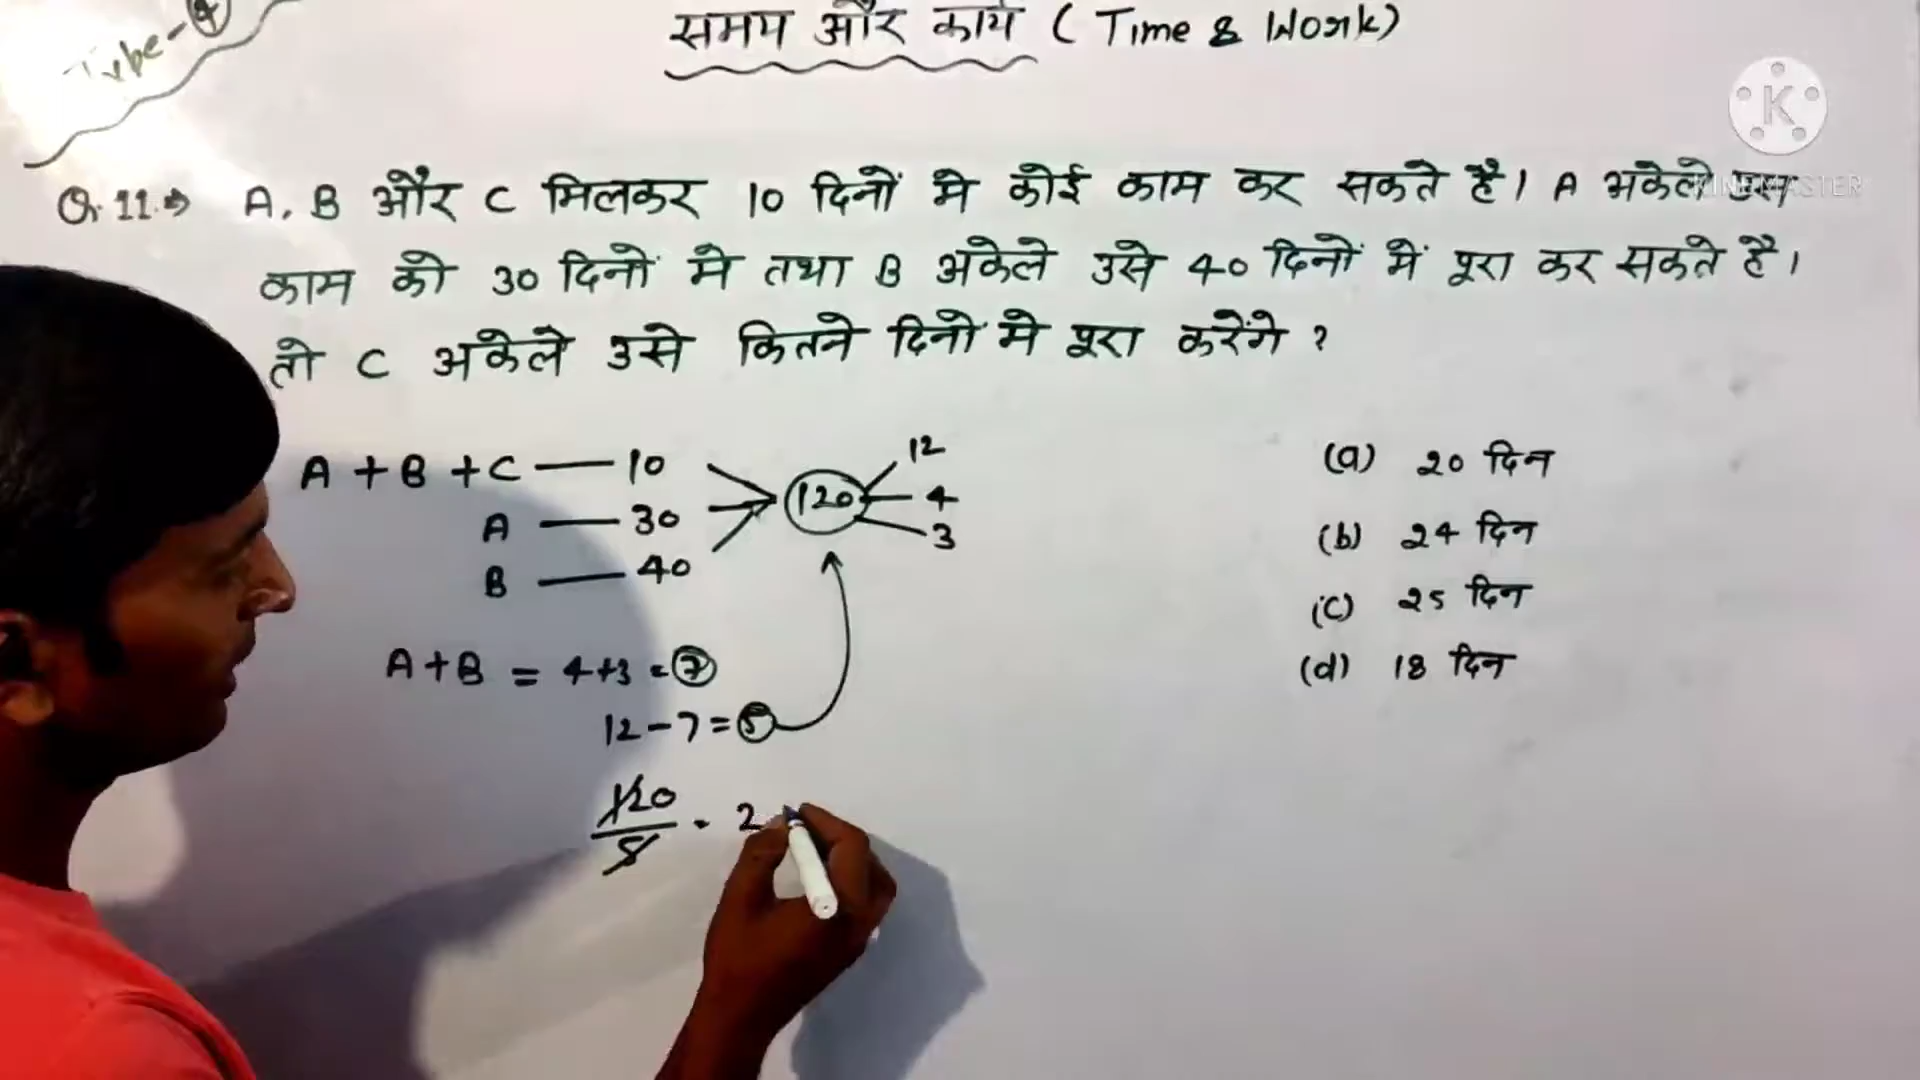 Type-4
समय और कार्य ( Time & Work)
K
KINEMASTER
Q.11.→ A, B और C मिलकर 10 दिनों मे कोई काम कर सकते है। A अकेले उस
काम को 30 दिनों मे तथा B अकेले उसे 40 दिनों में पूरा कर सकते है।
तो C अकेले उसे कितने दिनों मे पूरा करेंगे ?
A + B + C — 10
A — 30
B — 40
120
12
4
3
A+B = 4+3 = 7
12-7=5
120/5 = 2
(a) 20 दिन
(b) 24 दिन
(c) 25 दिन
(d) 18 दिन